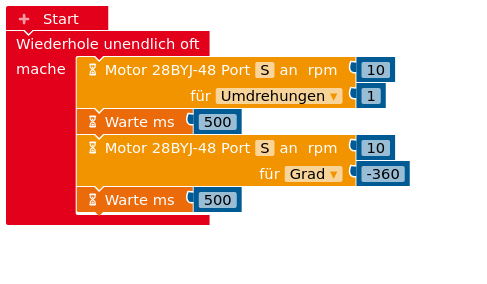 + Start
Wiederhole unendlich oft
mache Motor 28BYJ-48 Port S an rpm 10
für Umdrehungen ▾ 1
Warte ms 500
Motor 28BYJ-48 Port S an rpm 10
für Grad ▾ -360
Warte ms 500